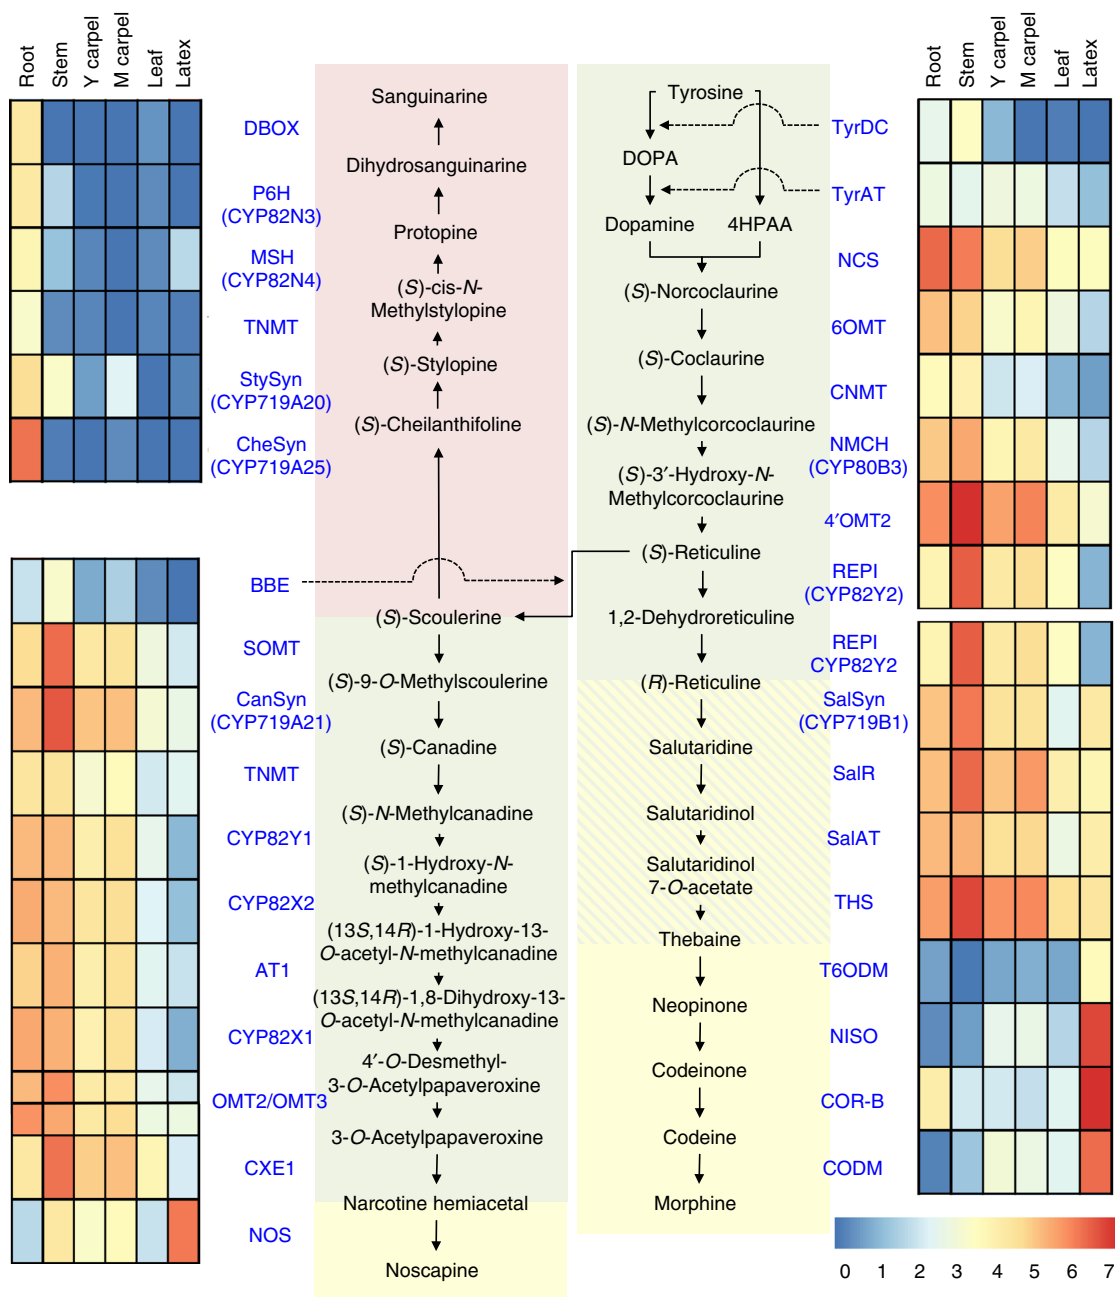 Root
Stem
Y carpel
M carpel
Leaf
Latex
DBOX
P6H
(CYP82N3)
MSH
(CYP82N4)
TNMT
StySyn
(CYP719A20)
CheSyn
(CYP719A25)
BBE
SOMT
CanSyn
(CYP719A21)
TNMT
CYP82Y1
CYP82X2
AT1
CYP82X1
OMT2/OMT3
CXE1
NOS
Sanguinarine
Dihydrosanguinarine
Protopine
(S)-cis-N-
Methylstylopine
(S)-Stylopine
(S)-Cheilanthifoline
(S)-Scoulerine
(S)-9-O-Methylscoulerine
(S)-Canadine
(S)-N-Methylcanadine
(S)-1-Hydroxy-N-
methylcanadine
(13S,14R)-1-Hydroxy-13-
O-acetyl-N-methylcanadine
(13S,14R)-1,8-Dihydroxy-13-
O-acetyl-N-methylcanadine
4′-O-Desmethyl-
3-O-Acetylpapaveroxine
3-O-Acetylpapaveroxine
Narcotine hemiacetal
Noscapine
Tyrosine
DOPA
Dopamine
4HPAA
(S)-Norcoclaurine
(S)-Coclaurine
(S)-N-Methylcorcoclaurine
(S)-3′-Hydroxy-N-
Methylcorcoclaurine
(S)-Reticuline
1,2-Dehydroreticuline
(R)-Reticuline
Salutaridine
Salutaridinol
Salutaridinol
7-O-acetate
Thebaine
Neopinone
Codeinone
Codeine
Morphine
TyrDC
TyrAT
NCS
6OMT
CNMT
NMCH
(CYP80B3)
4′OMT2
REPI
(CYP82Y2)
REPI
CYP82Y2
SalSyn
(CYP719B1)
SalR
SalAT
THS
T6ODM
NISO
COR-B
CODM
Root
Stem
Y carpel
M carpel
Leaf
Latex
0 1 2 3 4 5 6 7